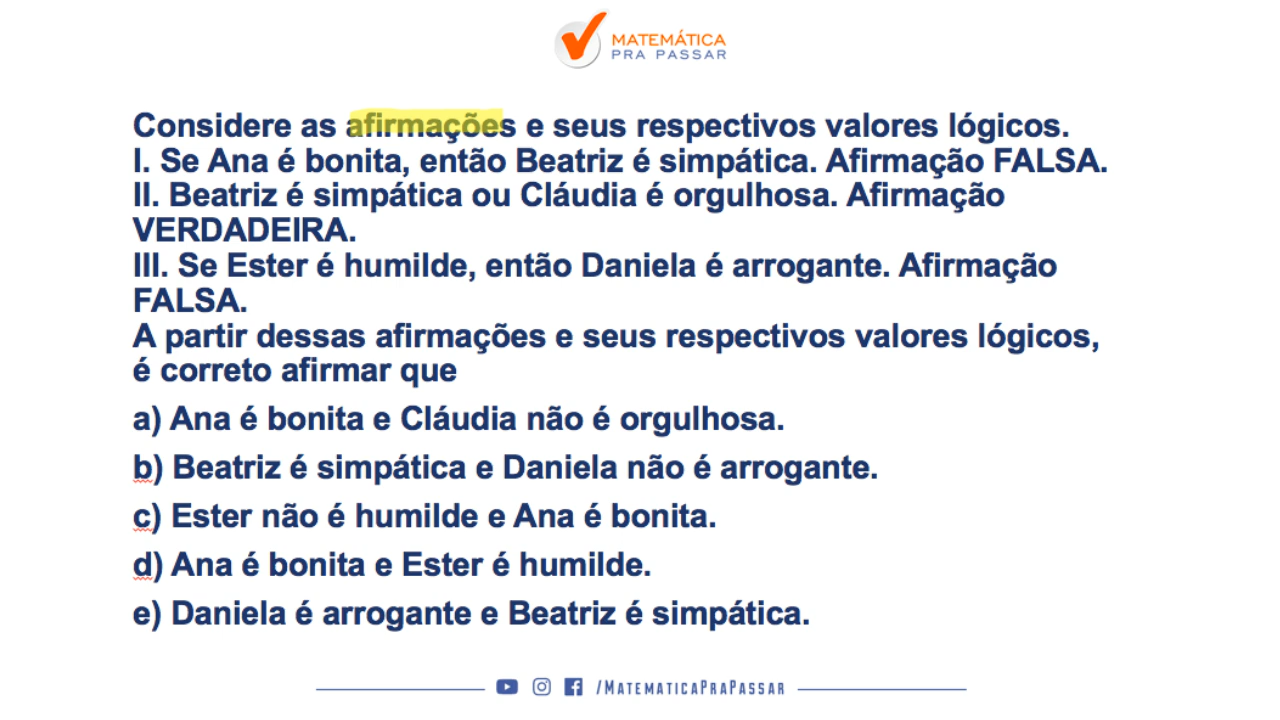 MATEMÁTICA
PRA PASSAR
Considere as afirmações e seus respectivos valores lógicos.
I. Se Ana é bonita, então Beatriz é simpática. Afirmação FALSA.
II. Beatriz é simpática ou Cláudia é orgulhosa. Afirmação
VERDADEIRA.
III. Se Ester é humilde, então Daniela é arrogante. Afirmação
FALSA.
A partir dessas afirmações e seus respectivos valores lógicos,
é correto afirmar que
a) Ana é bonita e Cláudia não é orgulhosa.
b) Beatriz é simpática e Daniela não é arrogante.
c) Ester não é humilde e Ana é bonita.
d) Ana é bonita e Ester é humilde.
e) Daniela é arrogante e Beatriz é simpática.
/MATEMATICAPRAPASSAR